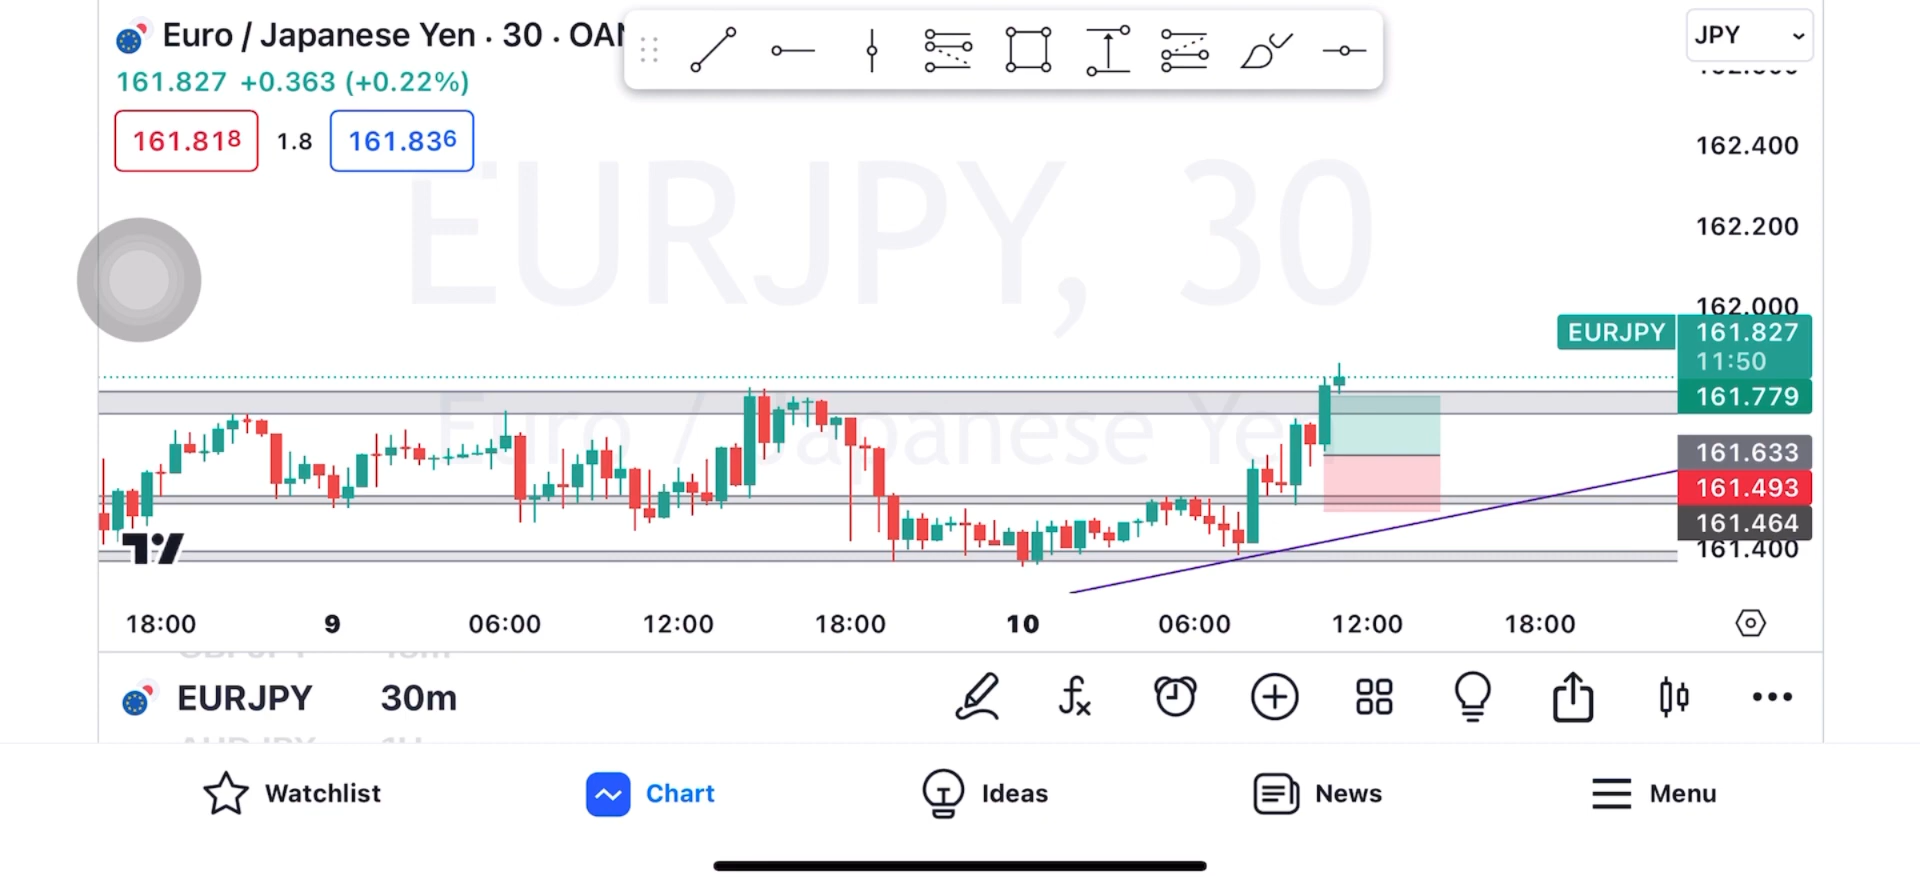 Euro / Japanese Yen · 30 · OAN
161.827 +0.363 (+0.22%)
161.818 1.8 161.836
JPY
162.400
162.200
162.000
EURJPY 161.827
11:50
161.779
161.633
161.493
161.464
161.400
EURJPY, 30
Euro / Japanese Yen
18:00 9 06:00 12:00 18:00 10 06:00 12:00 18:00
EURJPY 30m
Watchlist Chart Ideas News Menu